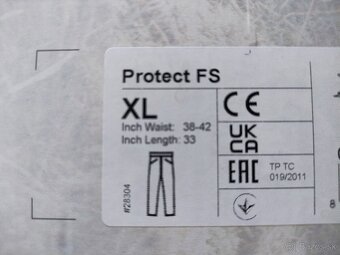 Protect FS
XL
Inch Waist: 38-42
Inch Length: 33
#28304
CE
UK
CA
EAC
TP TC
019/2011
8